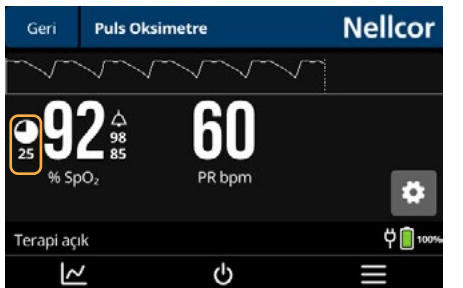 Geri Puls Oksimetre Nellcor
25 92 98 85 60
% SpO₂ PR bpm
Terapi açık 100%